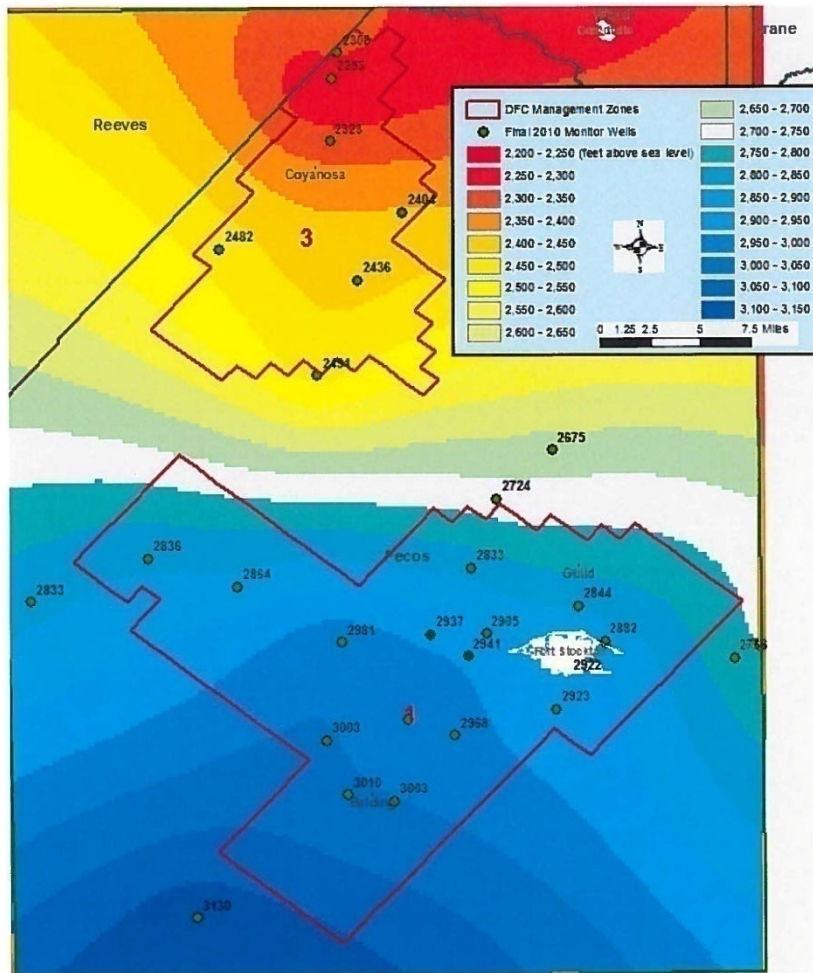 rane
2308
Reeves
2323
Coyanosa
2404
2482
3
2436
2491
DFC Management Zones
Final 2010 Monitor Wells
2,200 - 2,250 (feet above sea level)
2,250 - 2,300
2,300 - 2,350
2,350 - 2,400
2,400 - 2,450
2,450 - 2,500
2,500 - 2,550
2,550 - 2,600
2,600 - 2,650
2,650 - 2,700
2,700 - 2,750
2,750 - 2,800
2,800 - 2,850
2,850 - 2,900
2,900 - 2,950
2,950 - 3,000
3,000 - 3,050
3,050 - 3,100
3,100 - 3,150
N
E
S
0 1.25 2.5 5 7.5 Miles
2675
2724
Pecos
2836
2833
2833
2864
Guild
2844
2937
2905
2882
2981
2941
Fort Stockt
2922
2923
2968
3003
3010
3003
Belding
3130